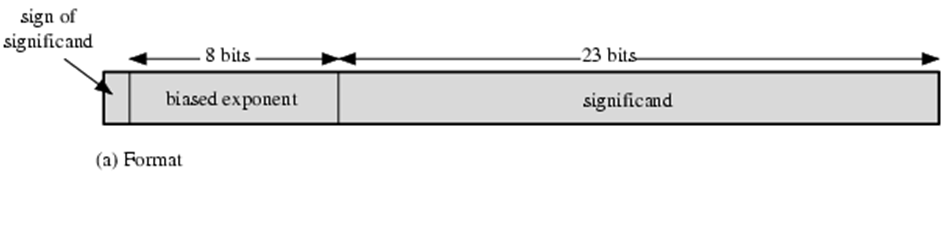 sign of
significand
8 bits
23 bits
biased exponent
significand
(a) Format